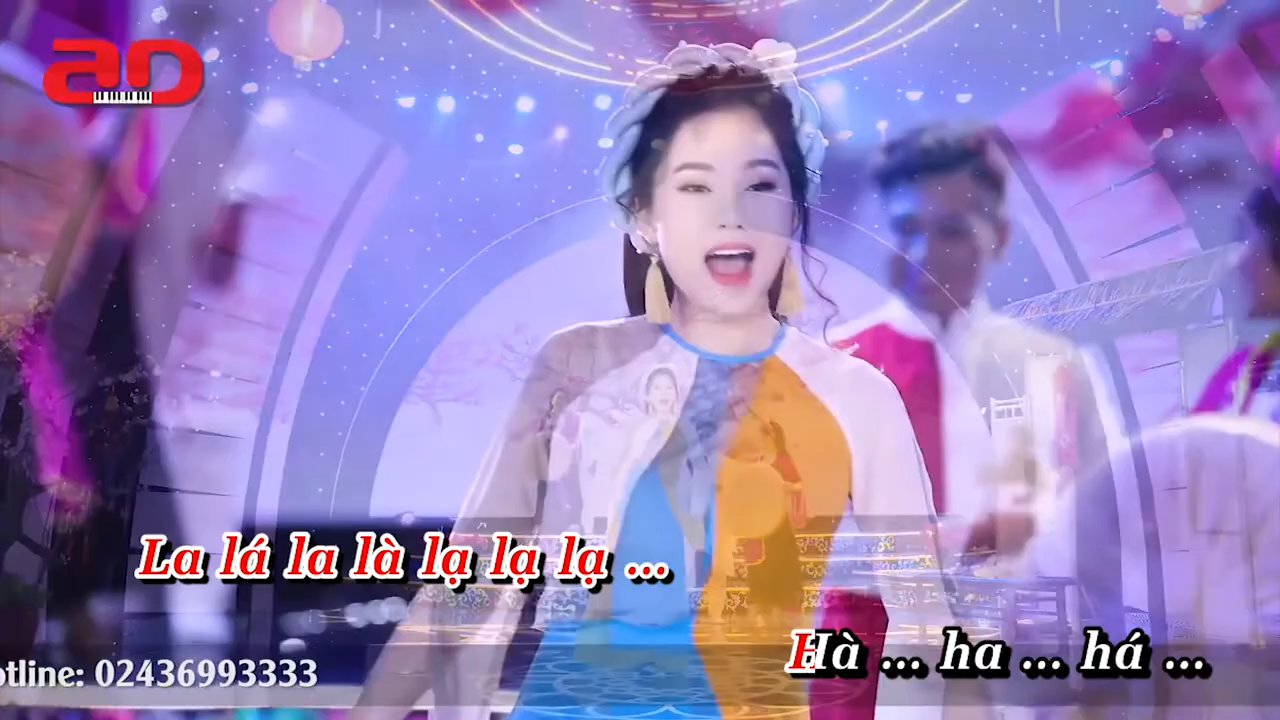 La lá la là lạ lạ lạ ...
Hà ... ha ... há ...
otline: 02436993333